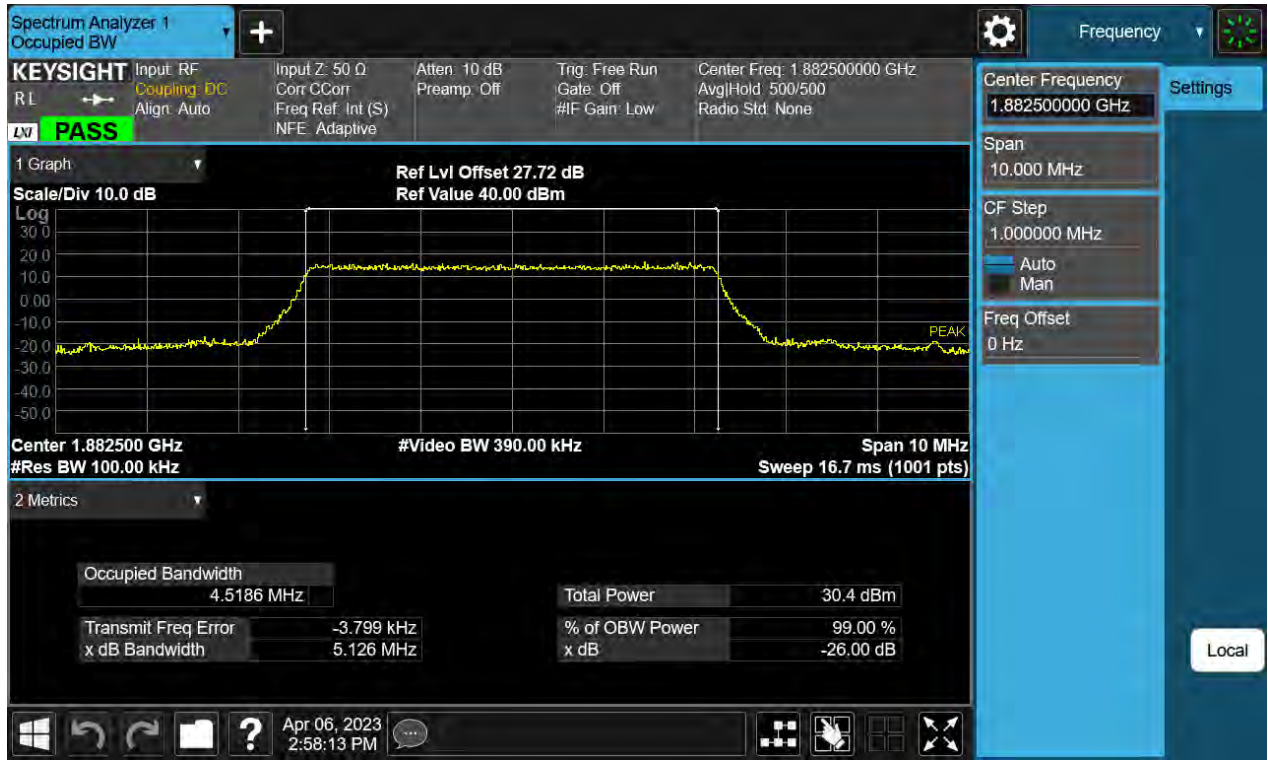 Spectrum Analyzer 1
Occupied BW
+
Frequency
KEYSIGHT
RL
LXI
PASS
Input: RF
Coupling: DC
Align: Auto
Input Z: 50 Ω
Corr CCorr
Freq Ref: Int (S)
NFE: Adaptive
Atten: 10 dB
Preamp: Off
Trig: Free Run
Gate: Off
#IF Gain: Low
Center Freq: 1.882500000 GHz
Avg|Hold: 500/500
Radio Std: None
Center Frequency
1.882500000 GHz
Settings
Span
10.000 MHz
CF Step
1.000000 MHz
Auto
Man
Freq Offset
0 Hz
Local
1 Graph
Scale/Div 10.0 dB
Ref Lvl Offset 27.72 dB
Ref Value 40.00 dBm
Log
30.0
20.0
10.0
0.00
-10.0
-20.0
-30.0
-40.0
-50.0
PEAK
Center 1.882500 GHz
#Video BW 390.00 kHz
Span 10 MHz
#Res BW 100.00 kHz
Sweep 16.7 ms (1001 pts)
2 Metrics
Occupied Bandwidth
4.5186 MHz
Total Power 30.4 dBm
Transmit Freq Error -3.799 kHz
% of OBW Power 99.00 %
x dB Bandwidth 5.126 MHz
x dB -26.00 dB
?
Apr 06, 2023
2:58:13 PM